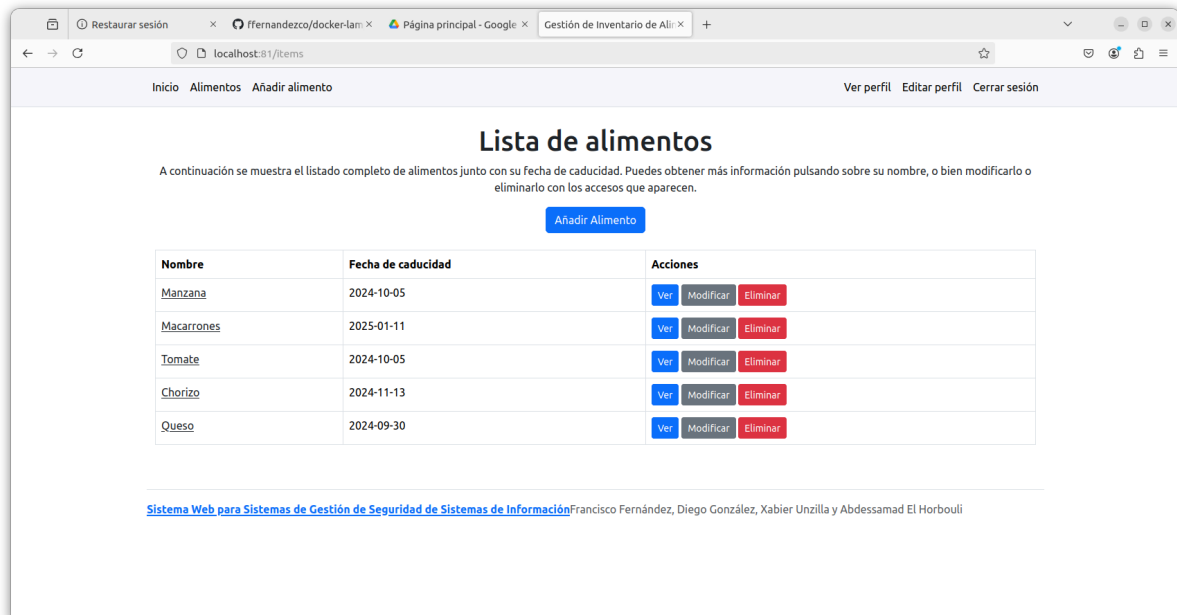 Restaurar sesión
ffernandezco/docker-lam
Página principal - Google
Gestión de Inventario de Alim
localhost:81/items
Inicio Alimentos Añadir alimento
Ver perfil Editar perfil Cerrar sesión
Lista de alimentos
A continuación se muestra el listado completo de alimentos junto con su fecha de caducidad. Puedes obtener más información pulsando sobre su nombre, o bien modificarlo o
eliminarlo con los accesos que aparecen.
Añadir Alimento
Nombre Fecha de caducidad Acciones
Manzana 2024-10-05 Ver Modificar Eliminar
Macarrones 2025-01-11 Ver Modificar Eliminar
Tomate 2024-10-05 Ver Modificar Eliminar
Chorizo 2024-11-13 Ver Modificar Eliminar
Queso 2024-09-30 Ver Modificar Eliminar
Sistema Web para Sistemas de Gestión de Seguridad de Sistemas de InformaciónFrancisco Fernández, Diego González, Xabier Unzilla y Abdessamad El Horbouli